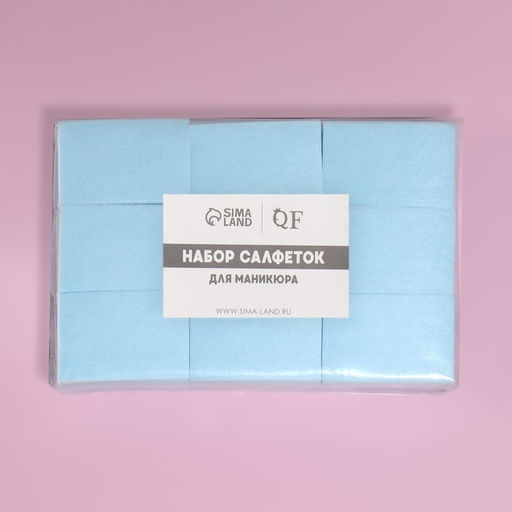 SIMA LAND QF
НАБОР САЛФЕТОК
ДЛЯ МАНИКЮРА
WWW.SIMA-LAND.RU